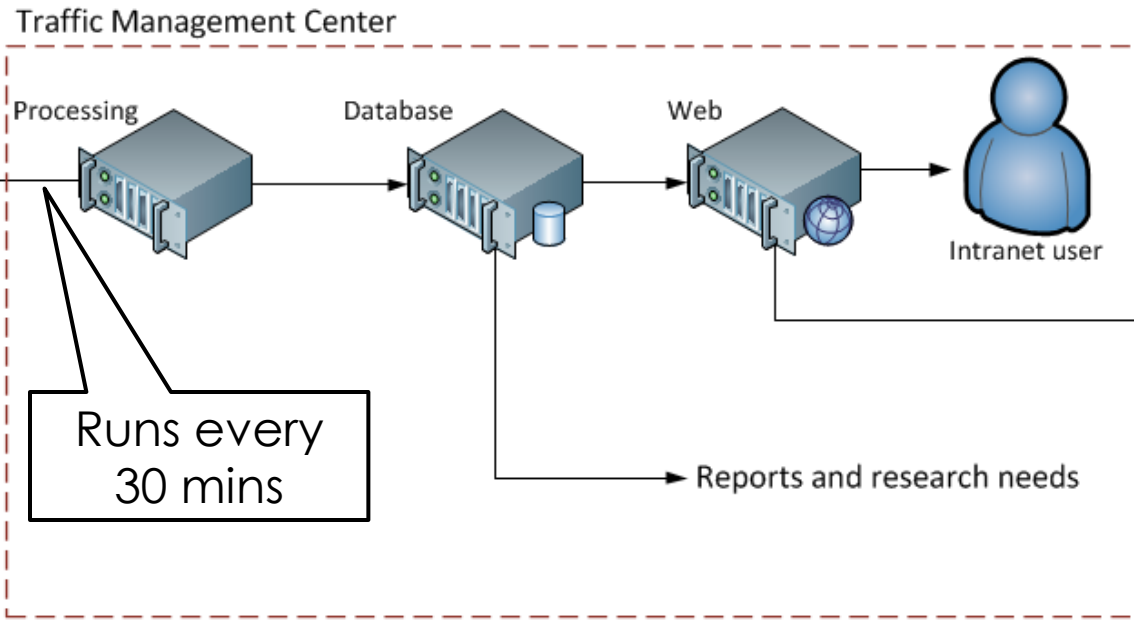 Traffic Management Center
Processing
Database
Web
Intranet user
Runs every
30 mins
Reports and research needs